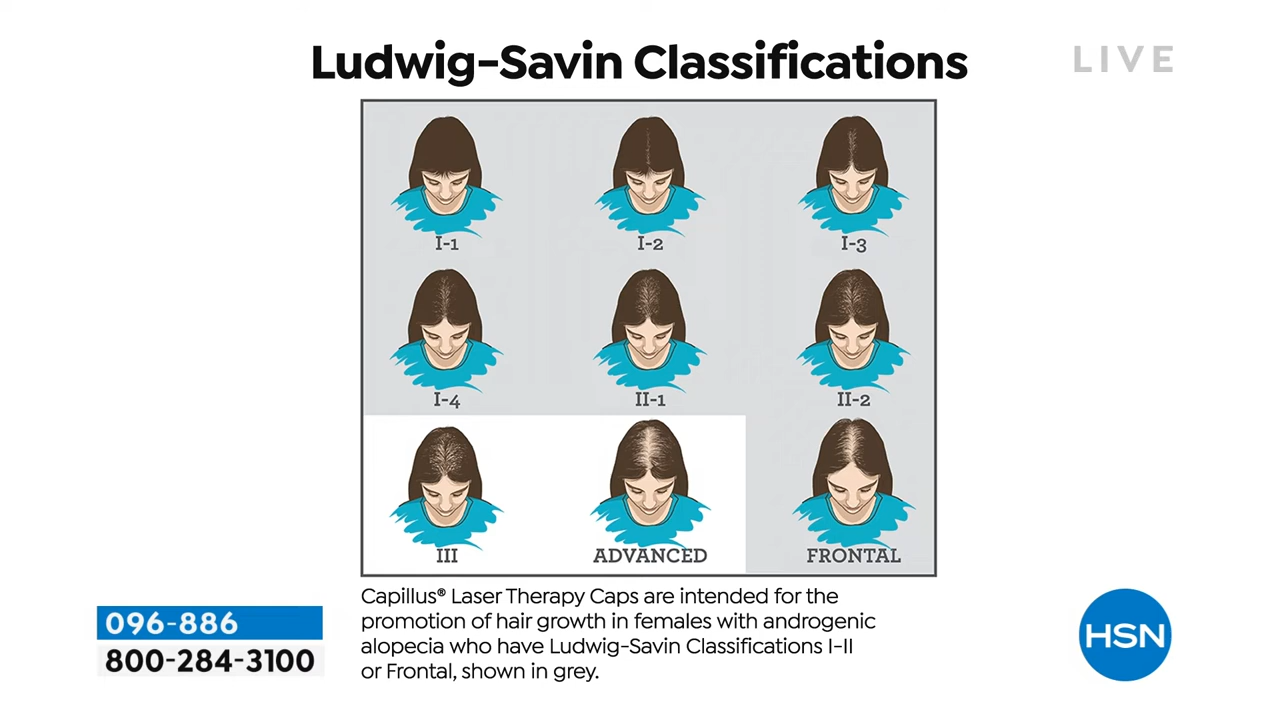 Ludwig-Savin Classifications
LIVE
I-1
I-2
I-3
I-4
II-1
II-2
III
ADVANCED
FRONTAL
Capillus® Laser Therapy Caps are intended for the
promotion of hair growth in females with androgenic
alopecia who have Ludwig-Savin Classifications I-II
or Frontal, shown in grey.
096-886
800-284-3100
HSN